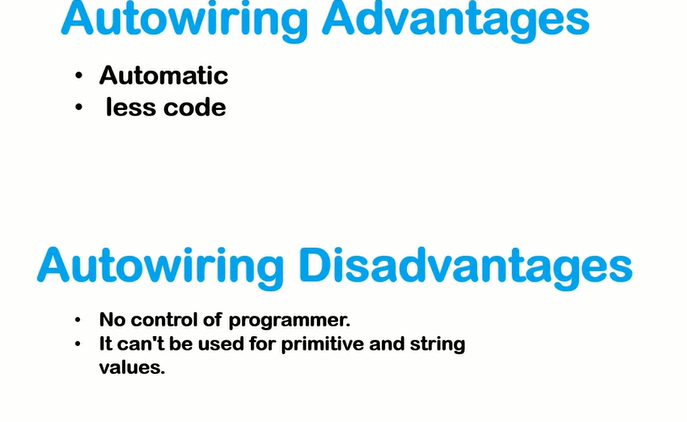 Autowiring Advantages
• Automatic
• less code
Autowiring Disadvantages
• No control of programmer.
• It can't be used for primitive and string
values.